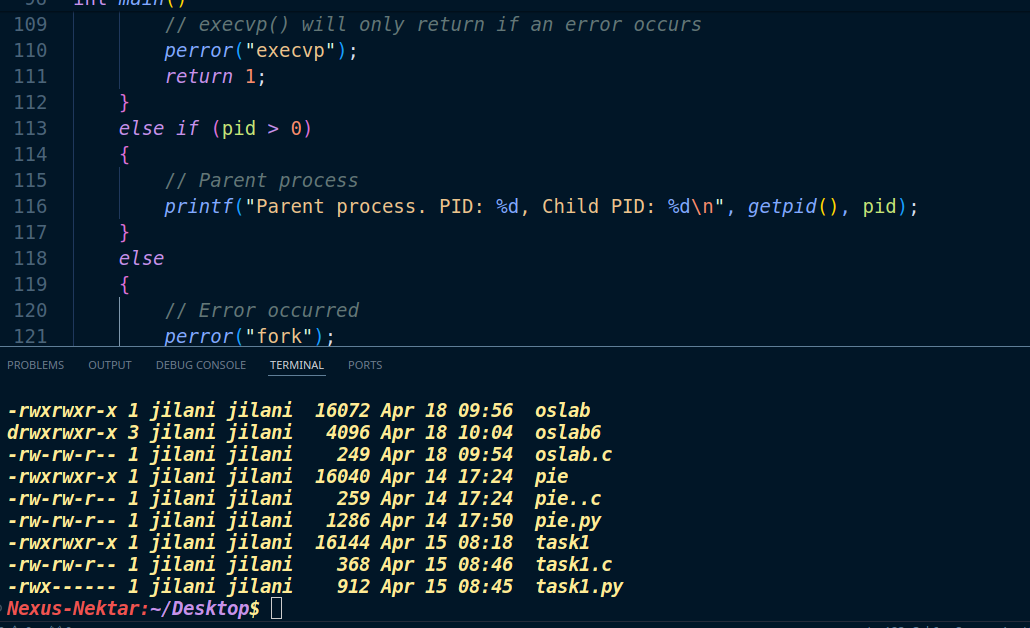 int main()
109 // execvp() will only return if an error occurs
110 perror("execvp");
111 return 1;
112 }
113 else if (pid > 0)
114 {
115 // Parent process
116 printf("Parent process. PID: %d, Child PID: %d\n", getpid(), pid);
117 }
118 else
119 {
120 // Error occurred
121 perror("fork");
PROBLEMS OUTPUT DEBUG CONSOLE TERMINAL PORTS
-rwxrwxr-x 1 jilani jilani 16072 Apr 18 09:56 oslab
drwxrwxr-x 3 jilani jilani 4096 Apr 18 10:04 oslab6
-rw-rw-r-- 1 jilani jilani 249 Apr 18 09:54 oslab.c
-rwxrwxr-x 1 jilani jilani 16040 Apr 14 17:24 pie
-rw-rw-r-- 1 jilani jilani 259 Apr 14 17:24 pie..c
-rw-rw-r-- 1 jilani jilani 1286 Apr 14 17:50 pie.py
-rwxrwxr-x 1 jilani jilani 16144 Apr 15 08:18 task1
-rw-rw-r-- 1 jilani jilani 368 Apr 15 08:46 task1.c
-rwx------ 1 jilani jilani 912 Apr 15 08:45 task1.py
Nexus-Nektar:~/Desktop$